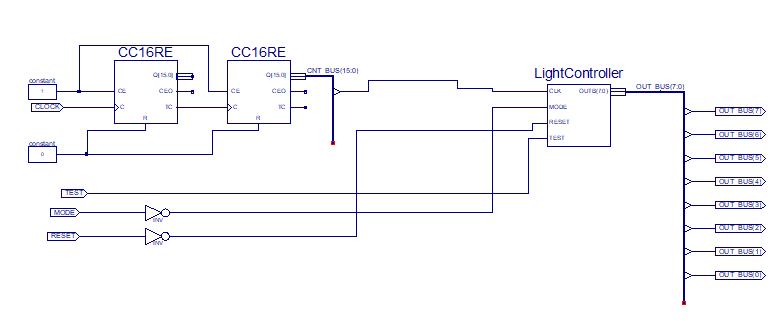 CC16RE
CC16RE
Q[15:0]
CE
CEO
C
TC
R
Q[15:0]
CE
CEO
C
TC
R
CNT_BUS(15:0)
constant
1
CLOCK
constant
0
LightController
CLK
OUTS(7:0)
MODE
RESET
TEST
OUT_BUS(7:0)
OUT_BUS(7)
OUT_BUS(6)
OUT_BUS(5)
OUT_BUS(4)
OUT_BUS(3)
OUT_BUS(2)
OUT_BUS(1)
OUT_BUS(0)
TEST
MODE
INV
RESET
INV